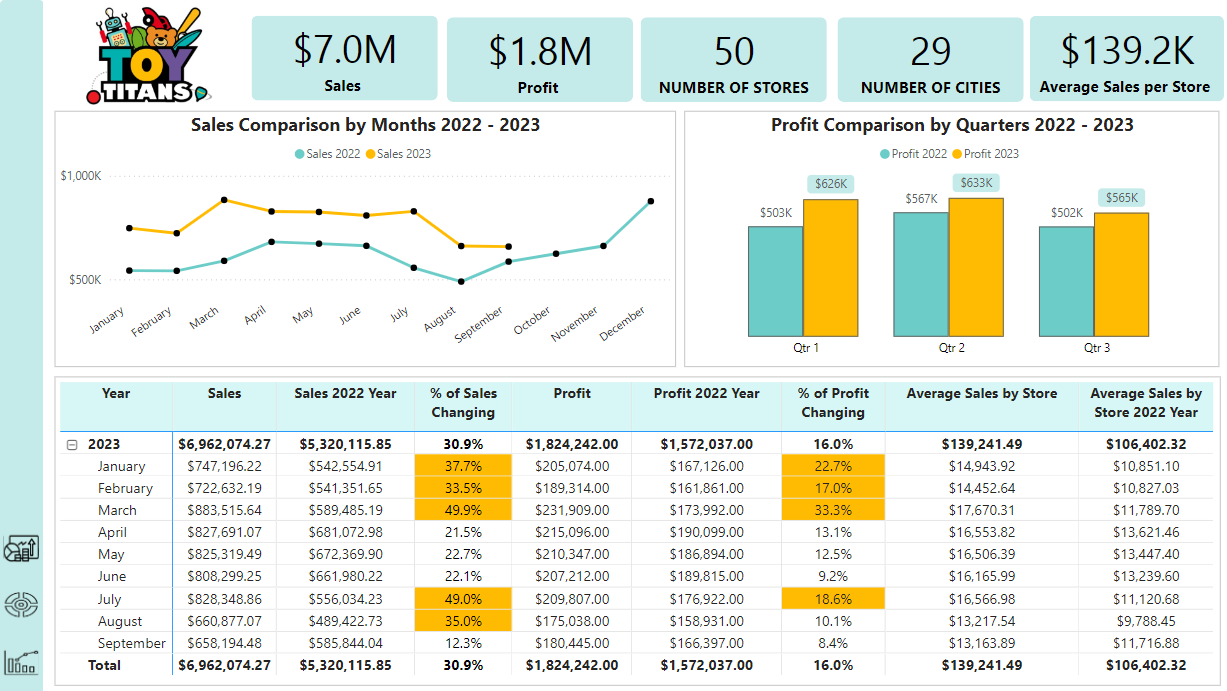 TOY
TITANS
$7.0M
Sales
$1.8M
Profit
50
NUMBER OF STORES
29
NUMBER OF CITIES
$139.2K
Average Sales per Store
Sales Comparison by Months 2022 - 2023
Sales 2022 Sales 2023
$1,000K
$500K
January February March April May June July August September October November December
Profit Comparison by Quarters 2022 - 2023
Profit 2022 Profit 2023
$503K $626K $567K $633K $502K $565K
Qtr 1 Qtr 2 Qtr 3
Year Sales Sales 2022 Year % of Sales Changing Profit Profit 2022 Year % of Profit Changing Average Sales by Store Average Sales by Store 2022 Year
2023 $6,962,074.27 $5,320,115.85 30.9% $1,824,242.00 $1,572,037.00 16.0% $139,241.49 $106,402.32
January $747,196.22 $542,554.91 37.7% $205,074.00 $167,126.00 22.7% $14,943.92 $10,851.10
February $722,632.19 $541,351.65 33.5% $189,314.00 $161,861.00 17.0% $14,452.64 $10,827.03
March $883,515.64 $589,485.19 49.9% $231,909.00 $173,992.00 33.3% $17,670.31 $11,789.70
April $827,691.07 $681,072.98 21.5% $215,096.00 $190,099.00 13.1% $16,553.82 $13,621.46
May $825,319.49 $672,369.90 22.7% $210,347.00 $186,894.00 12.5% $16,506.39 $13,447.40
June $808,299.25 $661,980.22 22.1% $207,212.00 $189,815.00 9.2% $16,165.99 $13,239.60
July $828,348.86 $556,034.23 49.0% $209,807.00 $176,922.00 18.6% $16,566.98 $11,120.68
August $660,877.07 $489,422.73 35.0% $175,038.00 $158,931.00 10.1% $13,217.54 $9,788.45
September $658,194.48 $585,844.04 12.3% $180,445.00 $166,397.00 8.4% $13,163.89 $11,716.88
Total $6,962,074.27 $5,320,115.85 30.9% $1,824,242.00 $1,572,037.00 16.0% $139,241.49 $106,402.32